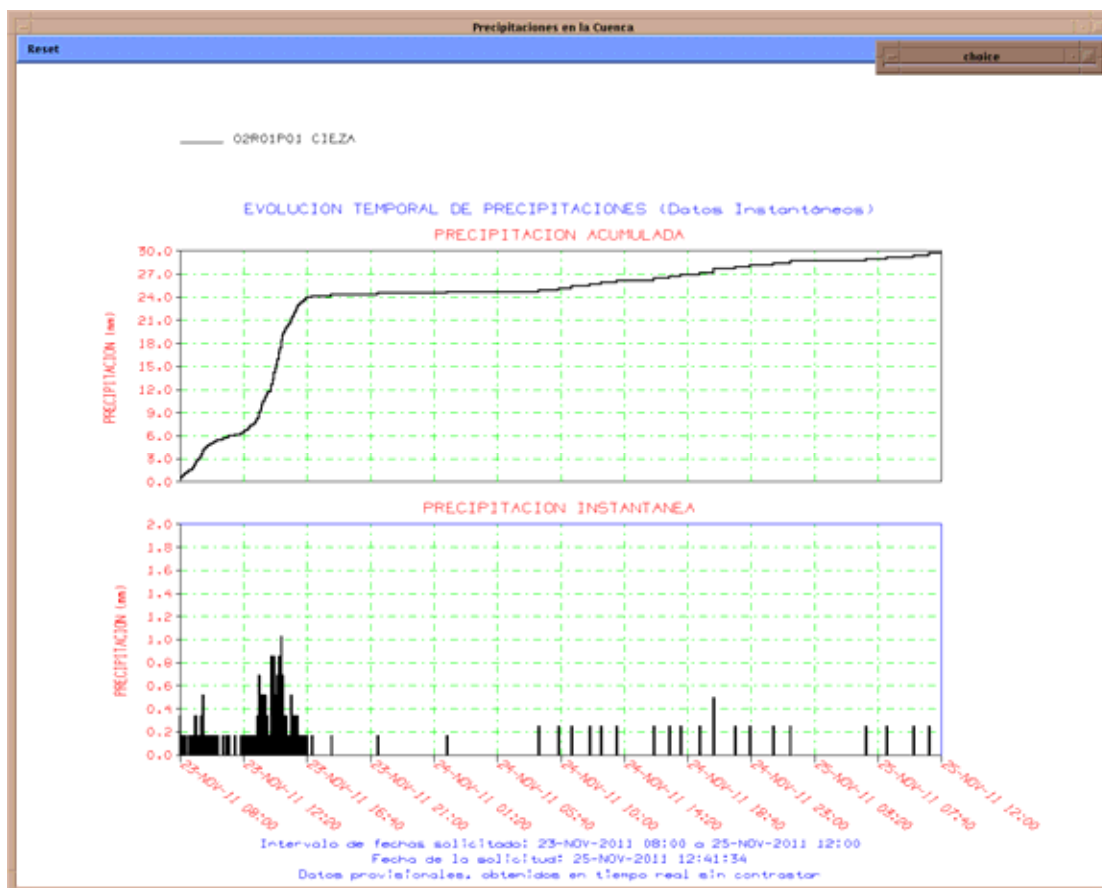 Precipitaciones en la Cuenca
Reset
choice
02R01P01 CIEZA
EVOLUCION TEMPORAL DE PRECIPITACIONES (Datos Instantáneos)
PRECIPITACION ACUMULADA
30.0
27.0
24.0
21.0
18.0
15.0
12.0
9.0
6.0
3.0
0.0
PRECIPITACION (mm)
PRECIPITACION INSTANTANEA
2.0
1.8
1.6
1.4
1.2
1.0
0.8
0.6
0.4
0.2
0.0
PRECIPITACION (mm)
23-NOV-11 08:00
23-NOV-11 12:20
23-NOV-11 16:40
23-NOV-11 21:00
24-NOV-11 01:20
24-NOV-11 05:40
24-NOV-11 10:00
24-NOV-11 14:20
24-NOV-11 18:40
24-NOV-11 23:00
25-NOV-11 03:20
25-NOV-11 07:40
25-NOV-11 12:00
Intervalo de fechas solicitado: 23-NOV-2011 08:00 a 25-NOV-2011 12:00
Fecha de la solicitud: 25-NOV-2011 12:41:34
Datos provisionales, obtenidos en tiempo real sin contrastar